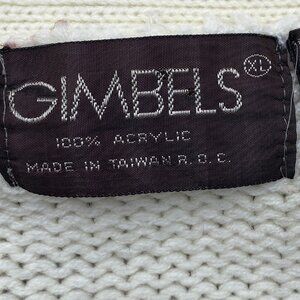 GIMBELS XL
100% ACRYLIC
MADE IN TAIWAN R.O.C.